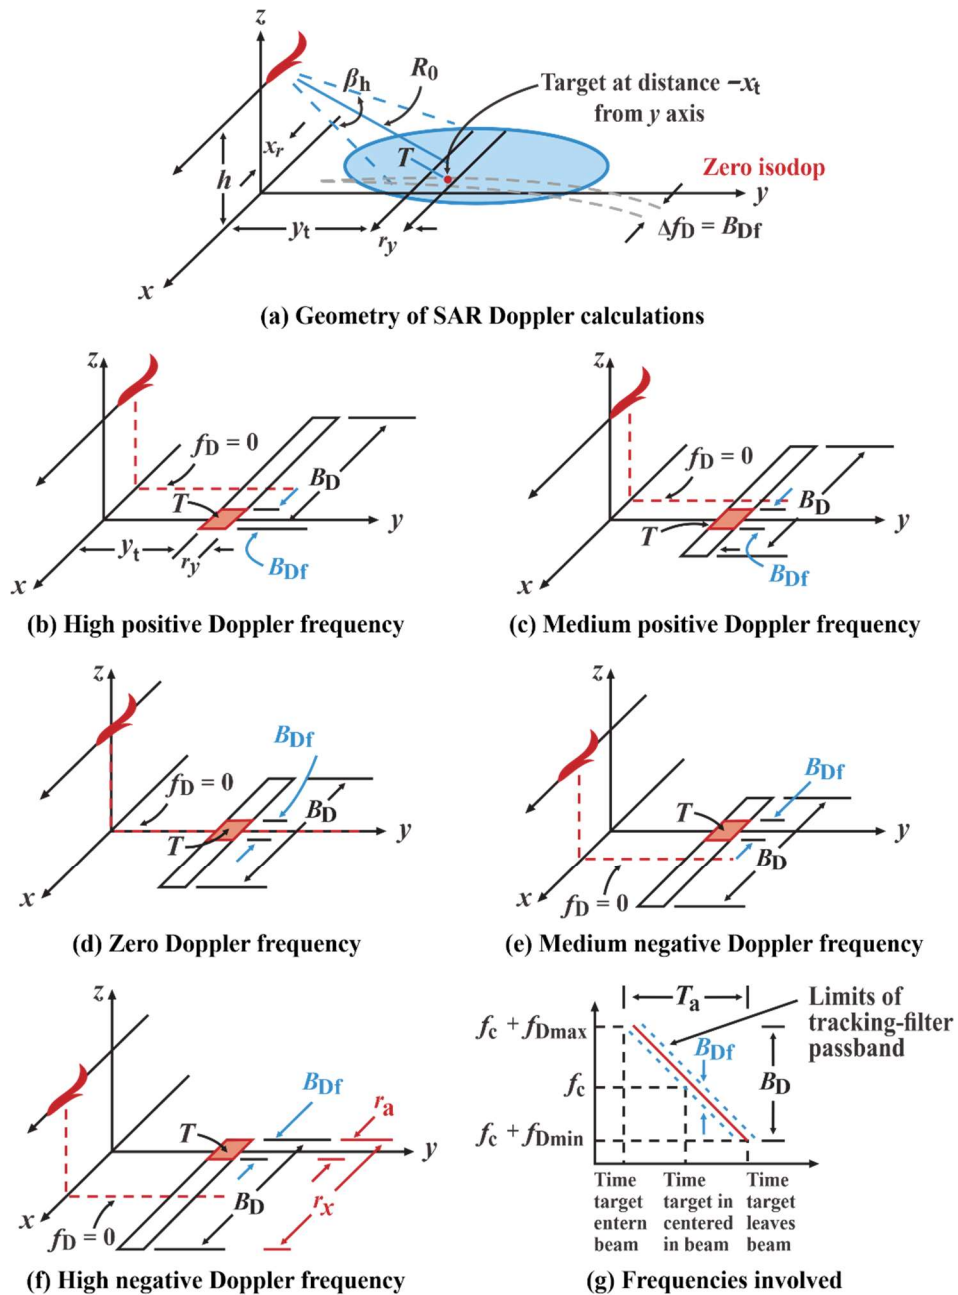 z
βh
R0
Target at distance –xt
from y axis
xr
T
Zero isodop
h
y
yt
ry
ΔfD = BDf
x
(a) Geometry of SAR Doppler calculations
z
fD = 0
BD
T
y
yt
ry
BDf
x
(b) High positive Doppler frequency
z
fD = 0
BD
y
T
BDf
x
(c) Medium positive Doppler frequency
z
BDf
fD = 0
BD
y
T
x
(d) Zero Doppler frequency
z
BDf
T
y
BD
x
fD = 0
(e) Medium negative Doppler frequency
z
BDf
ra
T
y
BD
rx
x
fD = 0
(f) High negative Doppler frequency
Ta
Limits of
tracking-filter
passband
fc + fDmax
BDf
fc
BD
fc + fDmin
Time
target
entern
beam
Time
target in
centered
in beam
Time
target
leaves
beam
(g) Frequencies involved